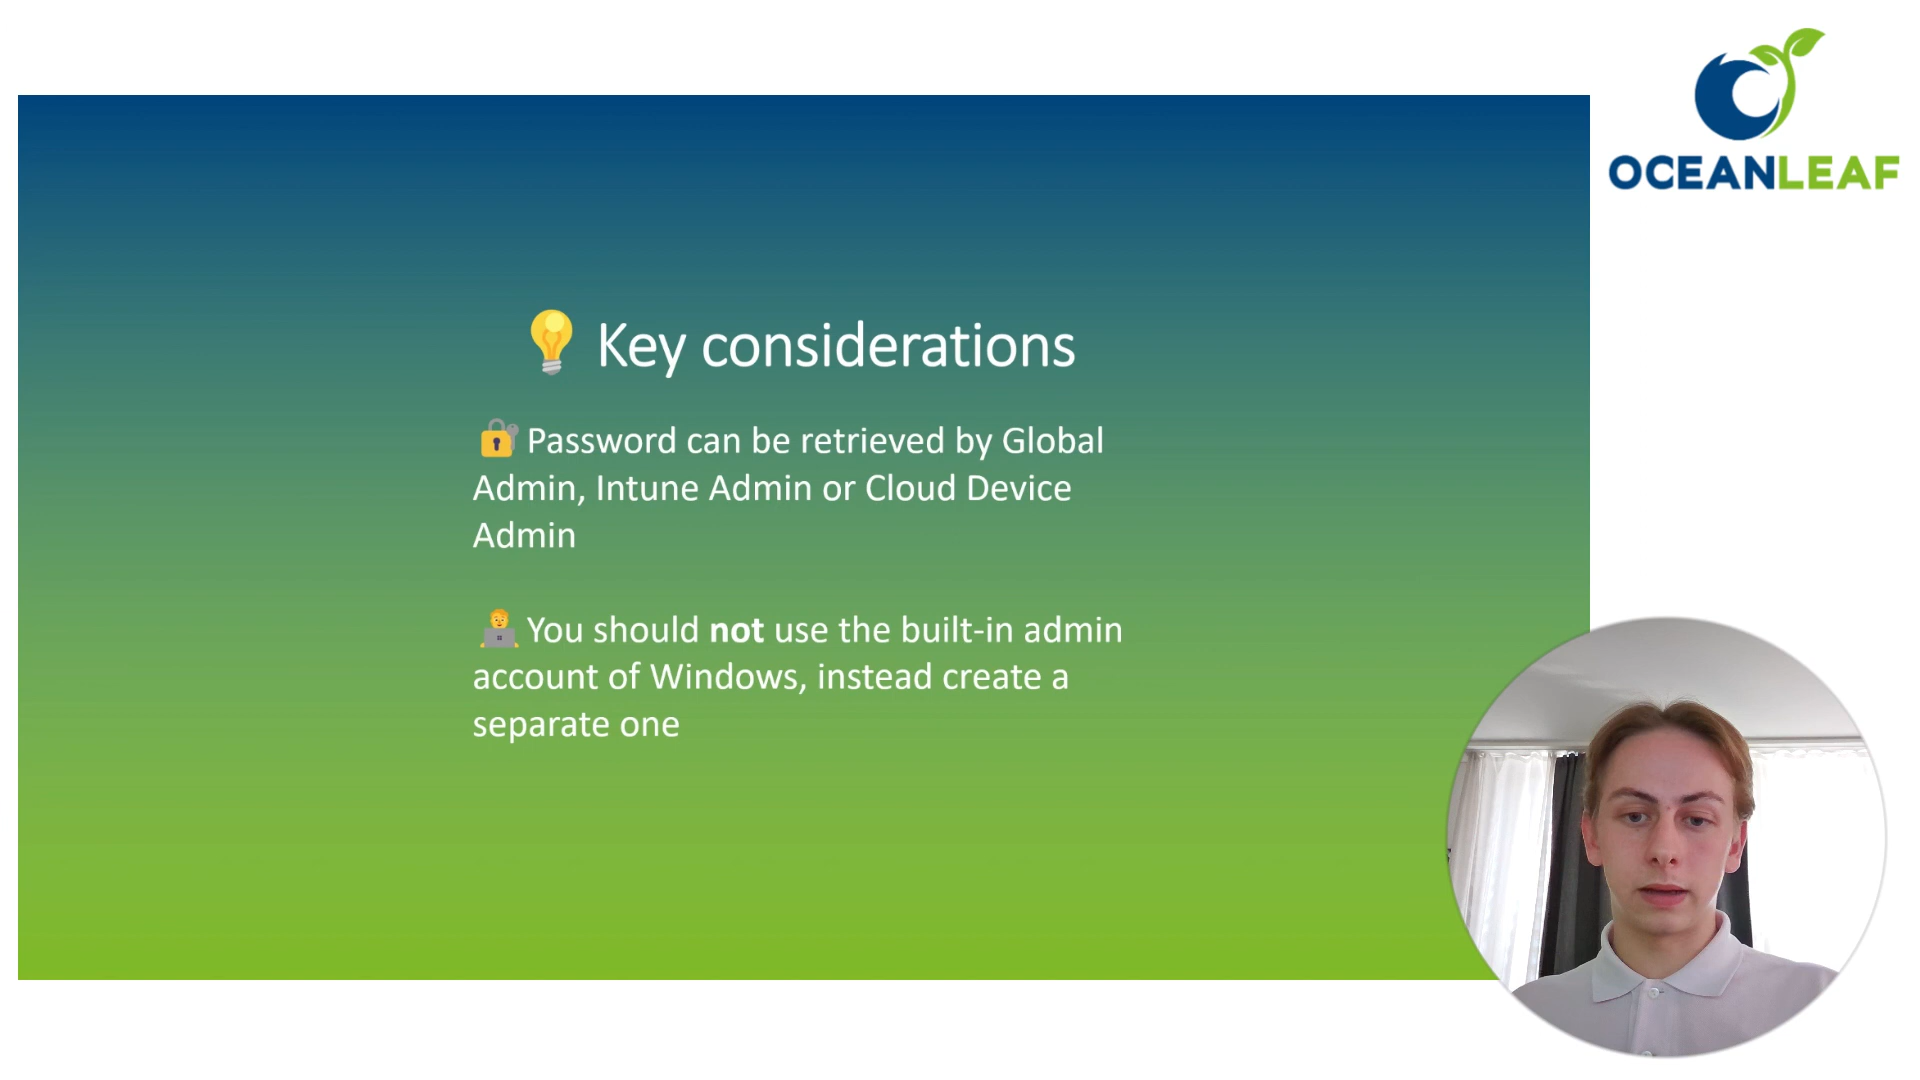 OCEANLEAF
Key considerations
Password can be retrieved by Global
Admin, Intune Admin or Cloud Device
Admin
You should not use the built-in admin
account of Windows, instead create a
separate one